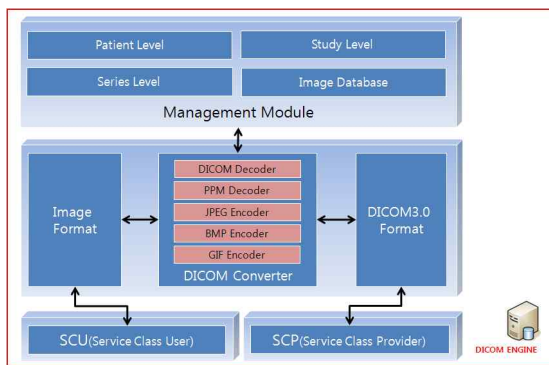 Patient Level
Study Level
Series Level
Image Database
Management Module
Image
Format
DICOM Decoder
PPM Decoder
JPEG Encoder
BMP Encoder
GIF Encoder
DICOM Converter
DICOM3.0
Format
SCU(Service Class User)
SCP(Service Class Provider)
DICOM ENGINE